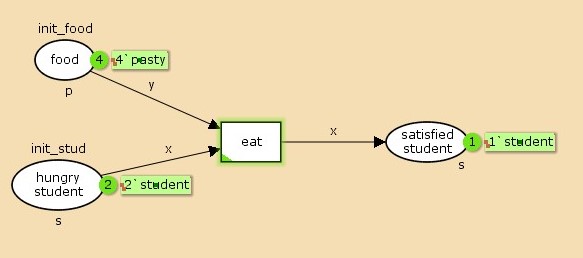 init_food
food
4
4`pasty
p
y
init_stud
hungry
student
2
2`student
s
x
eat
x
satisfied
student
1
1`student
s